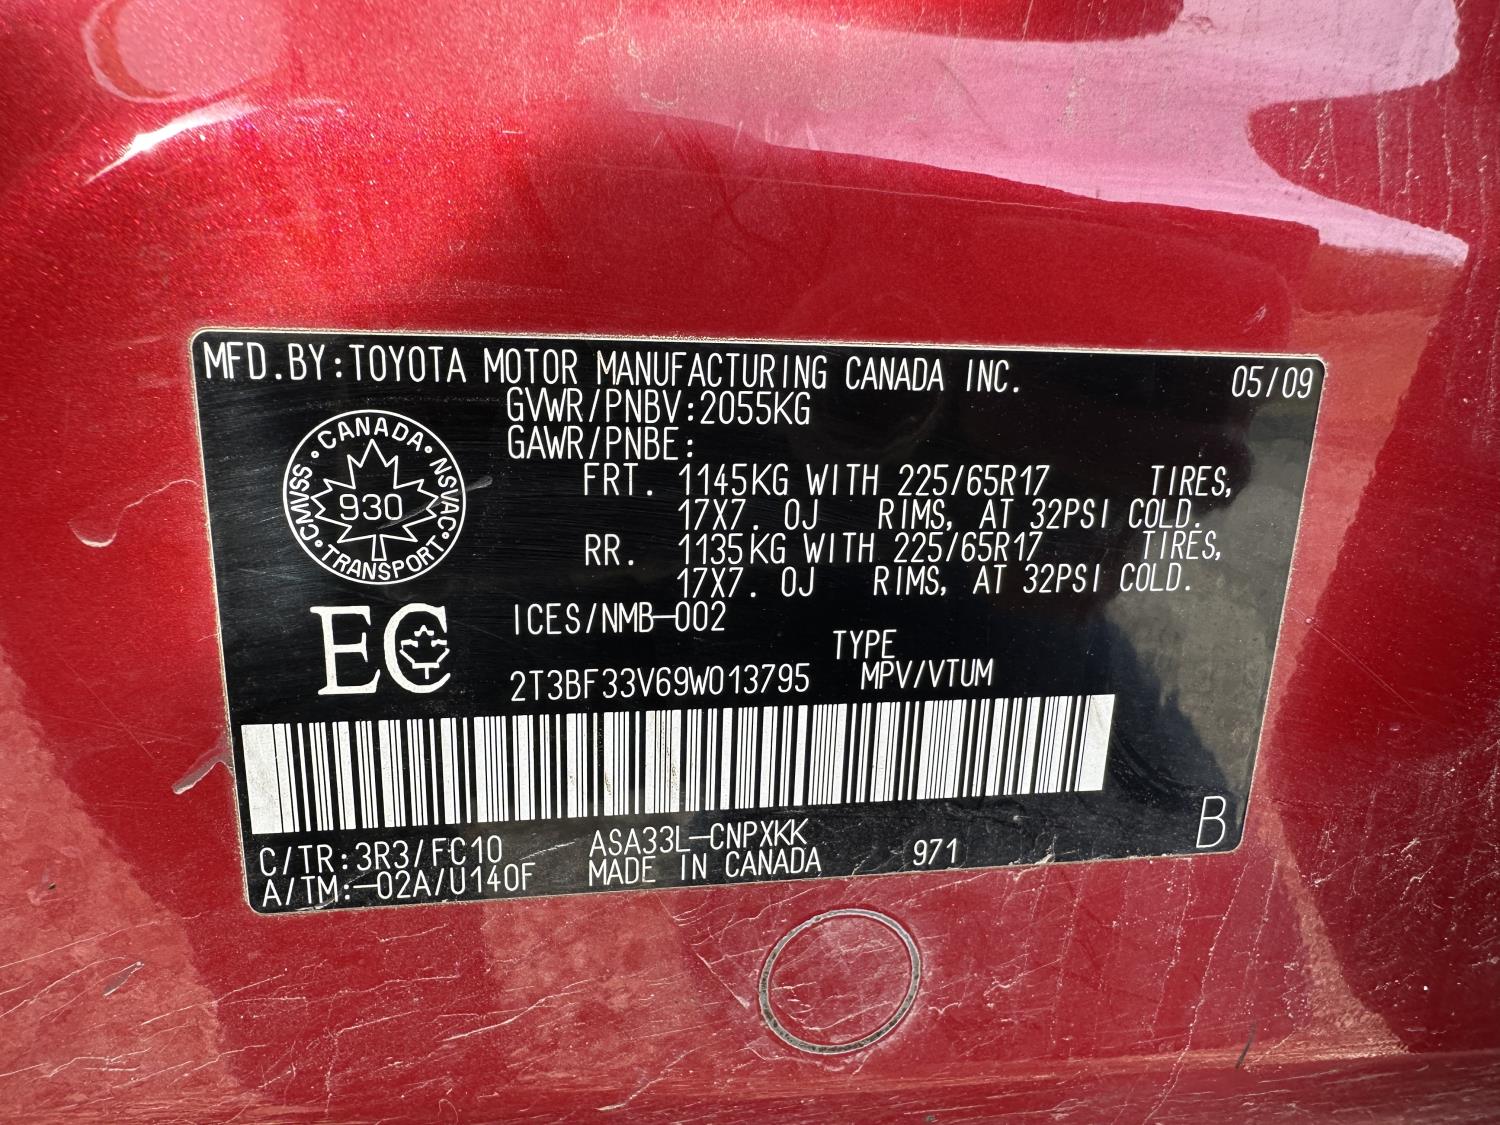 MFD.BY:TOYOTA MOTOR MANUFACTURING CANADA INC. 05/09
GVWR/PNBV:2055KG
GAWR/PNBE:
FRT. 1145KG WITH 225/65R17 TIRES,
17X7.0J RIMS, AT 32PSI COLD.
RR. 1135KG WITH 225/65R17 TIRES,
17X7.0J RIMS, AT 32PSI COLD.
CANADA
CMVSS NSVAC
930
TRANSPORT
EC
ICES/NMB-002
TYPE
2T3BF33V69W013795 MPV/VTUM
C/TR:3R3/FC10 ASA33L-CNPXKK
A/TM:-02A/U140F MADE IN CANADA 971 B